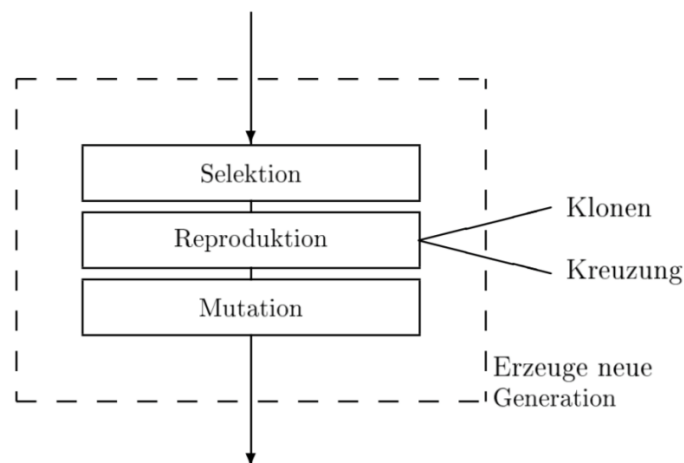 Selektion
Reproduktion
Klonen
Kreuzung
Mutation
Erzeuge neue
Generation